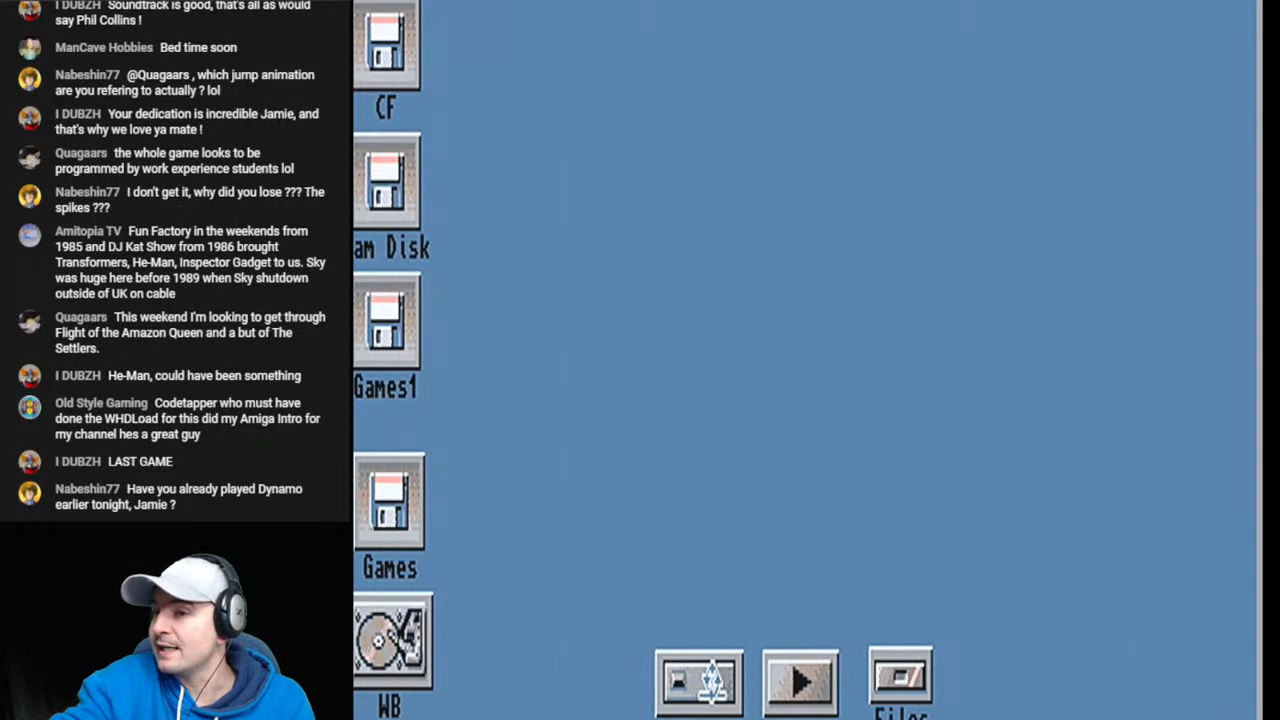 I DUBZH Soundtrack is good, that's all as would
say Phil Collins !
ManCave Hobbies Bed time soon
Nabeshin77 @Quagaars , which jump animation
are you refering to actually ? lol
I DUBZH Your dedication is incredible Jamie, and
that's why we love ya mate !
Quagaars the whole game looks to be
programmed by work experience students lol
Nabeshin77 I don't get it, why did you lose ??? The
spikes ???
Amitopia TV Fun Factory in the weekends from
1985 and DJ Kat Show from 1986 brought
Transformers, He-Man, Inspector Gadget to us. Sky
was huge here before 1989 when Sky shutdown
outside of UK on cable
Quagaars This weekend I'm looking to get through
Flight of the Amazon Queen and a but of The
Settlers.
I DUBZH He-Man, could have been something
Old Style Gaming Codetapper who must have
done the WHDLoad for this did my Amiga Intro for
my channel hes a great guy
I DUBZH LAST GAME
Nabeshin77 Have you already played Dynamo
earlier tonight, Jamie ?
CF
am Disk
Games1
Games
WB
Files